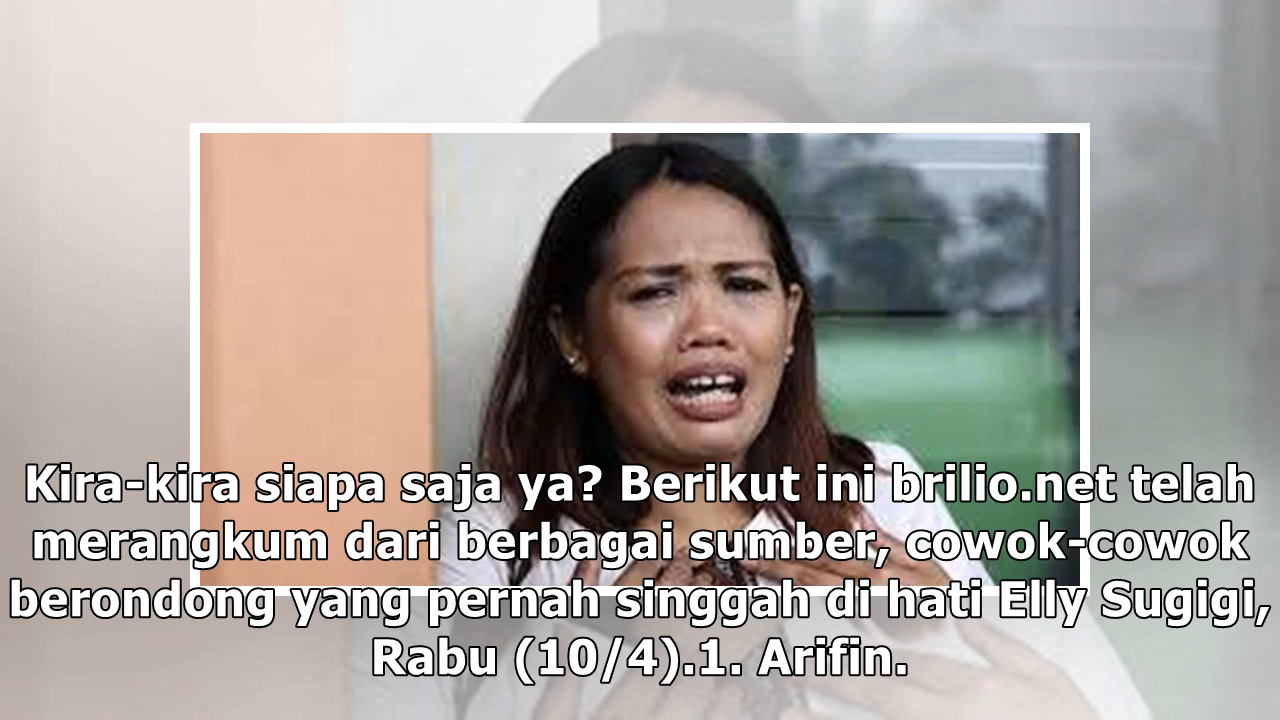 Kira-kira siapa saja ya? Berikut ini brilio.net telah
merangkum dari berbagai sumber, cowok-cowok
berondong yang pernah singgah di hati Elly Sugigi,
Rabu (10/4).1. Arifin.